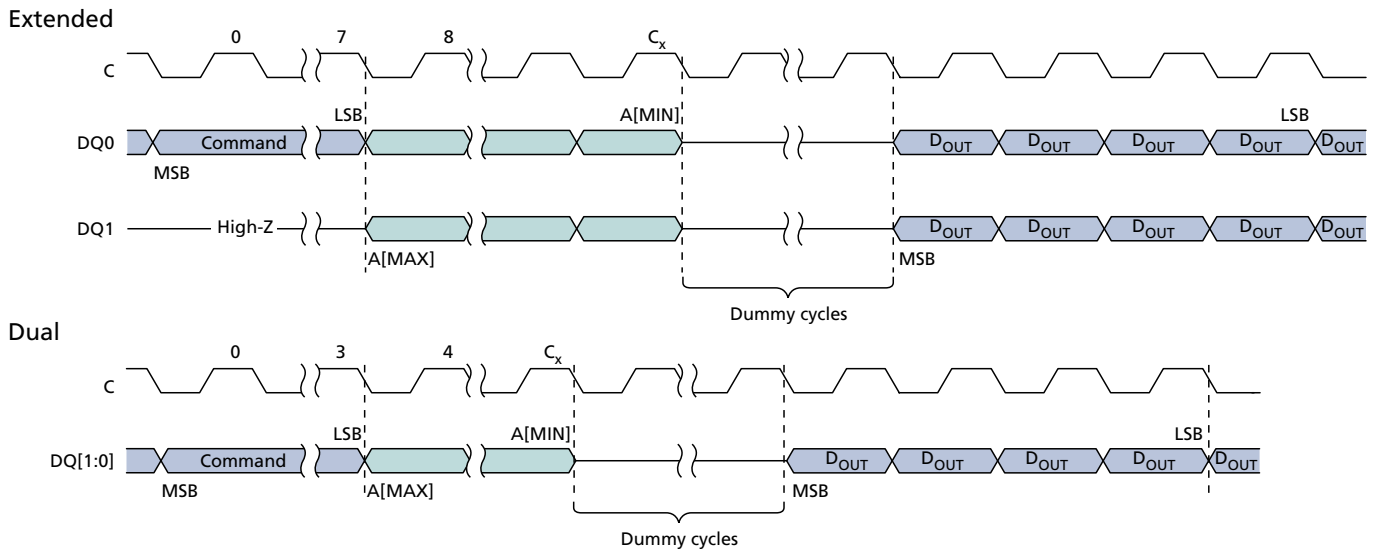 Extended
0 7 8 Cx
C
LSB A[MIN] LSB
DQ0 Command DOUT DOUT DOUT DOUT DOUT
MSB
DQ1 High-Z DOUT DOUT DOUT DOUT DOUT
A[MAX] MSB
Dummy cycles
Dual
0 3 4 Cx
C
LSB A[MIN] LSB
DQ[1:0] Command DOUT DOUT DOUT DOUT DOUT
MSB A[MAX] MSB
Dummy cycles